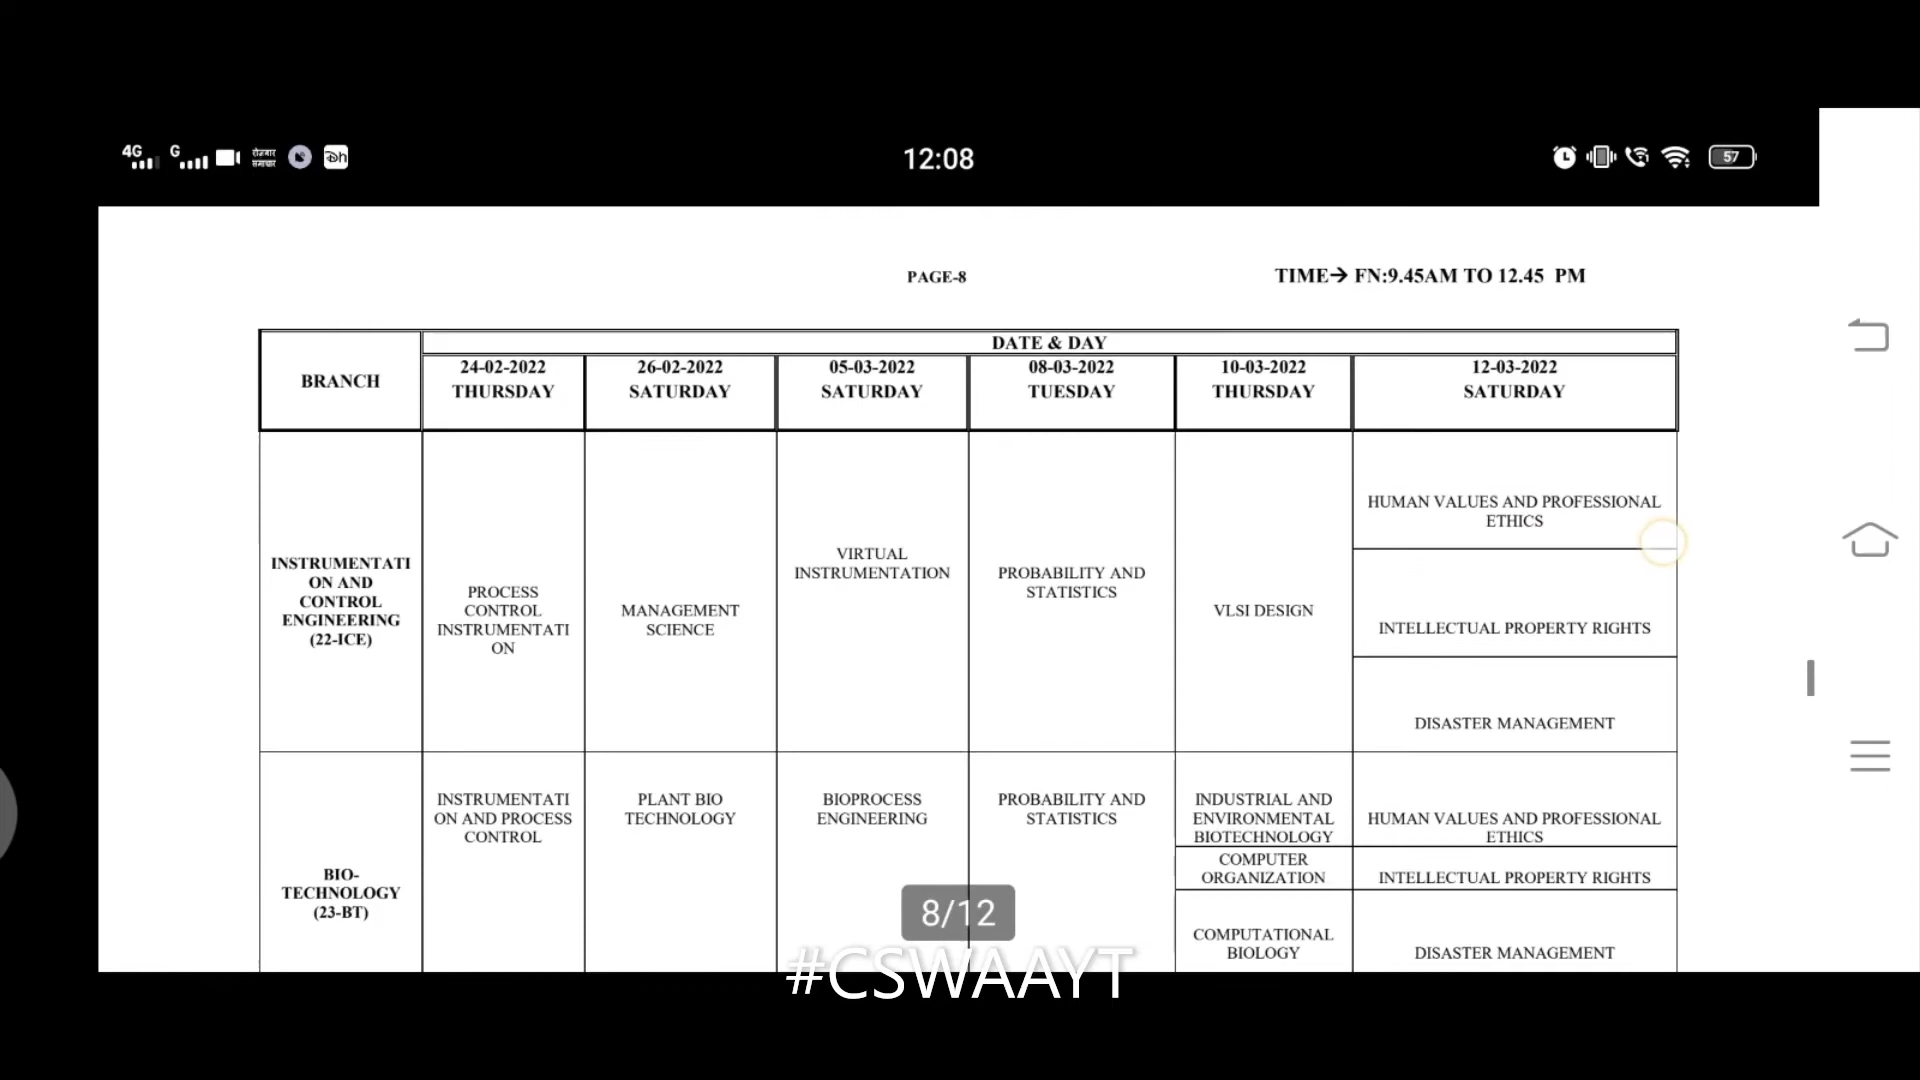 4G G रोजगार समाचार 12:08 57
PAGE-8 TIME→ FN:9.45AM TO 12.45 PM
BRANCH
DATE & DAY
24-02-2022
THURSDAY
26-02-2022
SATURDAY
05-03-2022
SATURDAY
08-03-2022
TUESDAY
10-03-2022
THURSDAY
12-03-2022
SATURDAY
INSTRUMENTATI
ON AND
CONTROL
ENGINEERING
(22-ICE)
PROCESS
CONTROL
INSTRUMENTATI
ON
MANAGEMENT
SCIENCE
VIRTUAL
INSTRUMENTATION
PROBABILITY AND
STATISTICS
VLSI DESIGN
HUMAN VALUES AND PROFESSIONAL
ETHICS
INTELLECTUAL PROPERTY RIGHTS
DISASTER MANAGEMENT
BIO-
TECHNOLOGY
(23-BT)
INSTRUMENTATI
ON AND PROCESS
CONTROL
PLANT BIO
TECHNOLOGY
BIOPROCESS
ENGINEERING
PROBABILITY AND
STATISTICS
INDUSTRIAL AND
ENVIRONMENTAL
BIOTECHNOLOGY
COMPUTER
ORGANIZATION
COMPUTATIONAL
BIOLOGY
HUMAN VALUES AND PROFESSIONAL
ETHICS
INTELLECTUAL PROPERTY RIGHTS
DISASTER MANAGEMENT
8/12
#CSWAAYT